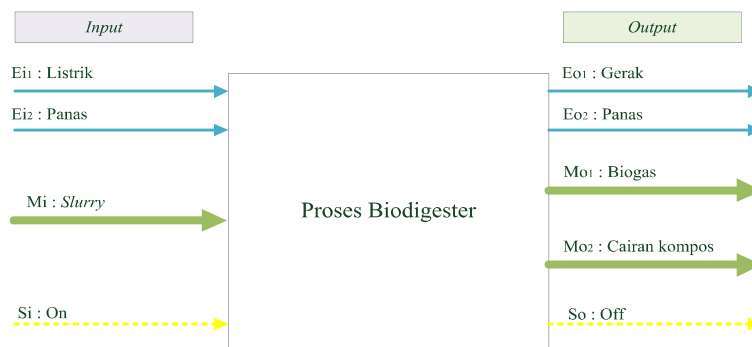 Input
Output
Ei1 : Listrik
Eo1 : Gerak
Ei2 : Panas
Eo2 : Panas
Mo1 : Biogas
Mi : Slurry
Proses Biodigester
Mo2 : Cairan kompos
Si : On
So : Off